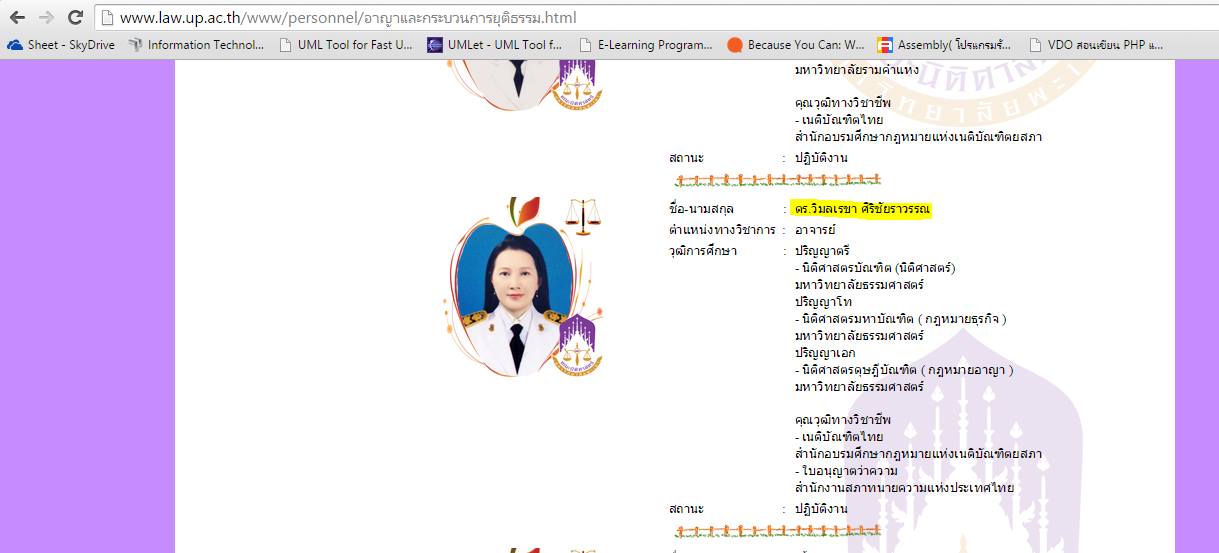 www.law.up.ac.th/www/personnel/อาญาและกระบวนการยุติธรรม.html
Sheet - SkyDrive Information Technol... UML Tool for Fast U... UMLet - UML Tool f... E-Learning Program... Because You Can: W... Assembly( โปรแกรมรั... VDO สอนเขียน PHP แ...
มหาวิทยาลัยรามคำแหง
คุณวุฒิทางวิชาชีพ
- เนติบัณฑิตไทย
สำนักอบรมศึกษากฎหมายแห่งเนติบัณฑิตยสภา
สถานะ : ปฏิบัติงาน
ชื่อ-นามสกุล : ดร.วิมลเรขา ศิริชัยราวรรณ
ตำแหน่งทางวิชาการ : อาจารย์
วุฒิการศึกษา : ปริญญาตรี
- นิติศาสตรบัณฑิต (นิติศาสตร์)
มหาวิทยาลัยธรรมศาสตร์
ปริญญาโท
- นิติศาสตรมหาบัณฑิต ( กฎหมายธุรกิจ )
มหาวิทยาลัยธรรมศาสตร์
ปริญญาเอก
- นิติศาสตรดุษฎีบัณฑิต ( กฎหมายอาญา )
มหาวิทยาลัยธรรมศาสตร์
คุณวุฒิทางวิชาชีพ
- เนติบัณฑิตไทย
สำนักอบรมศึกษากฎหมายแห่งเนติบัณฑิตยสภา
- ใบอนุญาตว่าความ
สำนักงานสภาทนายความแห่งประเทศไทย
สถานะ : ปฏิบัติงาน